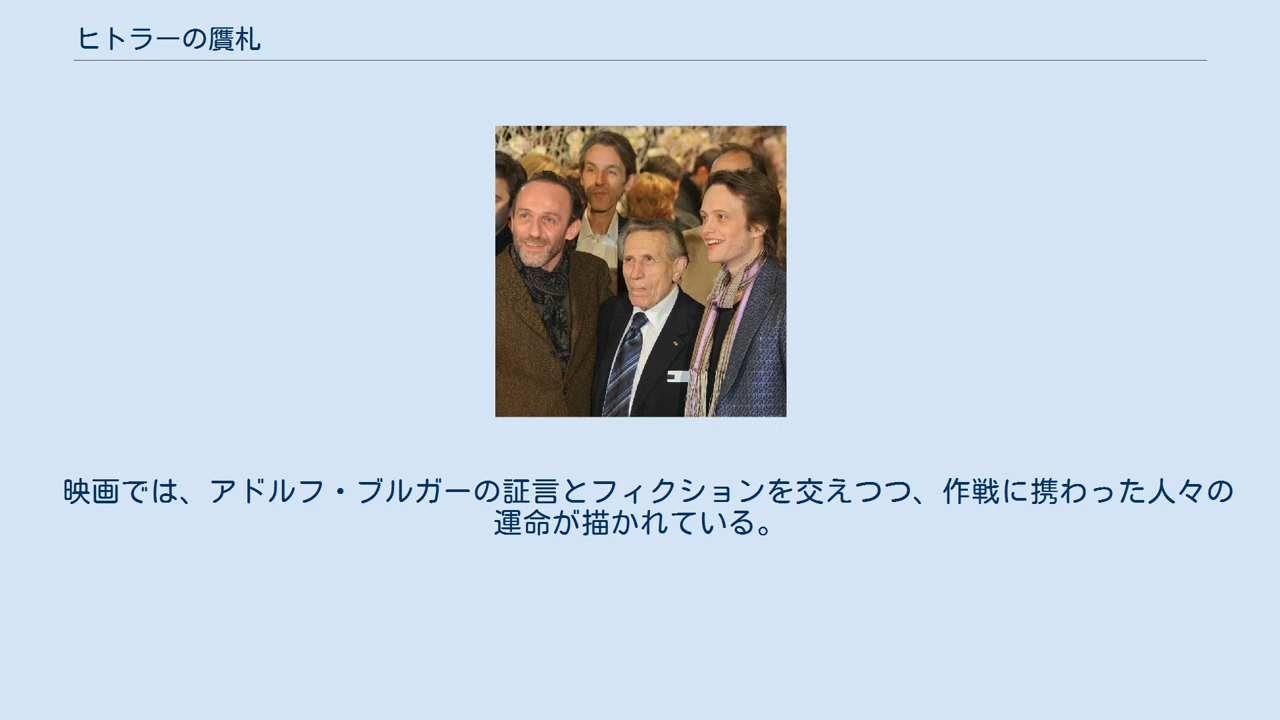 ヒトラーの贋札
映画では、アドルフ・ブルガーの証言とフィクションを交えつつ、作戦に携わった人々の
運命が描かれている。